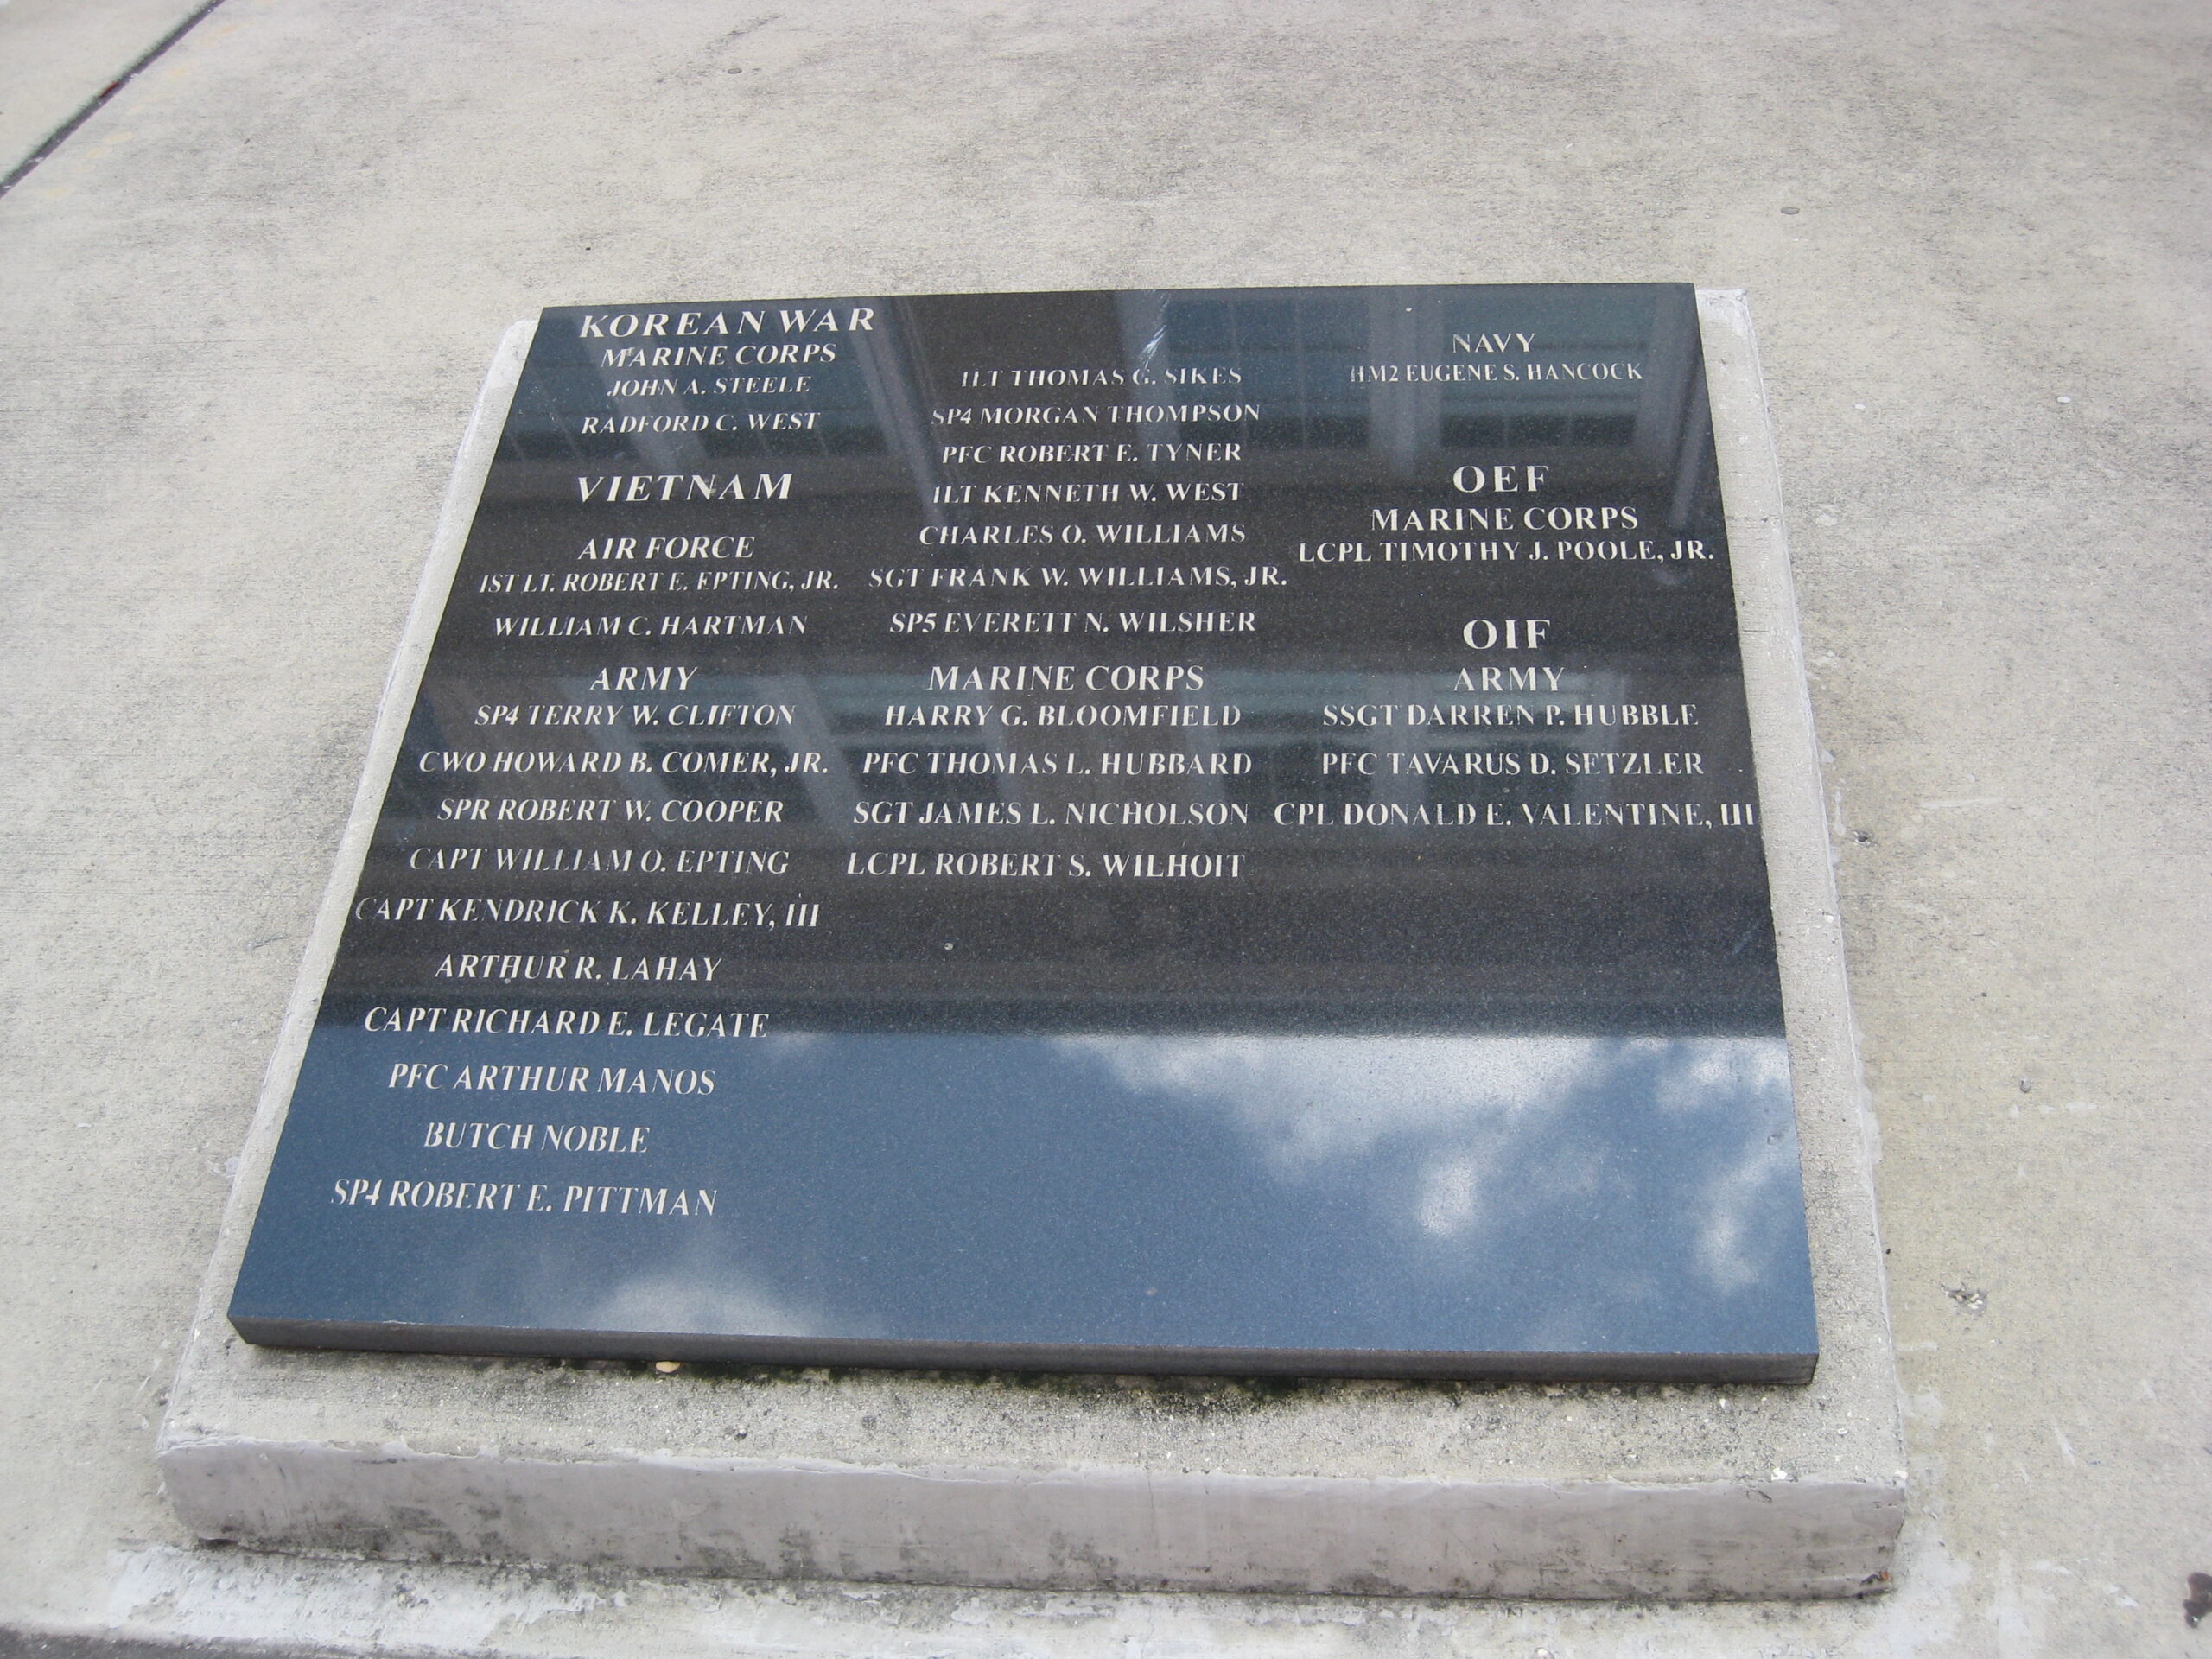 KOREAN WAR
MARINE CORPS
JOHN A. STEELE
RADFORD C. WEST
VIETNAM
AIR FORCE
1ST LT. ROBERT E. EPTING, JR.
WILLIAM C. HARTMAN
ARMY
SP4 TERRY W. CLIFTON
CWO HOWARD B. COMER, JR.
SPR ROBERT W. COOPER
CAPT WILLIAM O. EPTING
CAPT KENDRICK K. KELLEY, III
ARTHUR R. LAHAY
CAPT RICHARD E. LEGATE
PFC ARTHUR MANOS
BUTCH NOBLE
SP4 ROBERT E. PITTMAN
1LT THOMAS G. SIKES
SP4 MORGAN THOMPSON
PFC ROBERT E. TYNER
1LT KENNETH W. WEST
CHARLES O. WILLIAMS
SGT FRANK W. WILLIAMS, JR.
SP5 EVERETT N. WILSHER
MARINE CORPS
HARRY G. BLOOMFIELD
PFC THOMAS L. HUBBARD
SGT JAMES L. NICHOLSON
LCPL ROBERT S. WILHOIT
NAVY
HM2 EUGENE S. HANCOCK
OEF
MARINE CORPS
LCPL TIMOTHY J. POOLE, JR.
OIF
ARMY
SSGT DARREN P. HUBBLE
PFC TAVARUS D. SETZLER
CPL DONALD E. VALENTINE, III